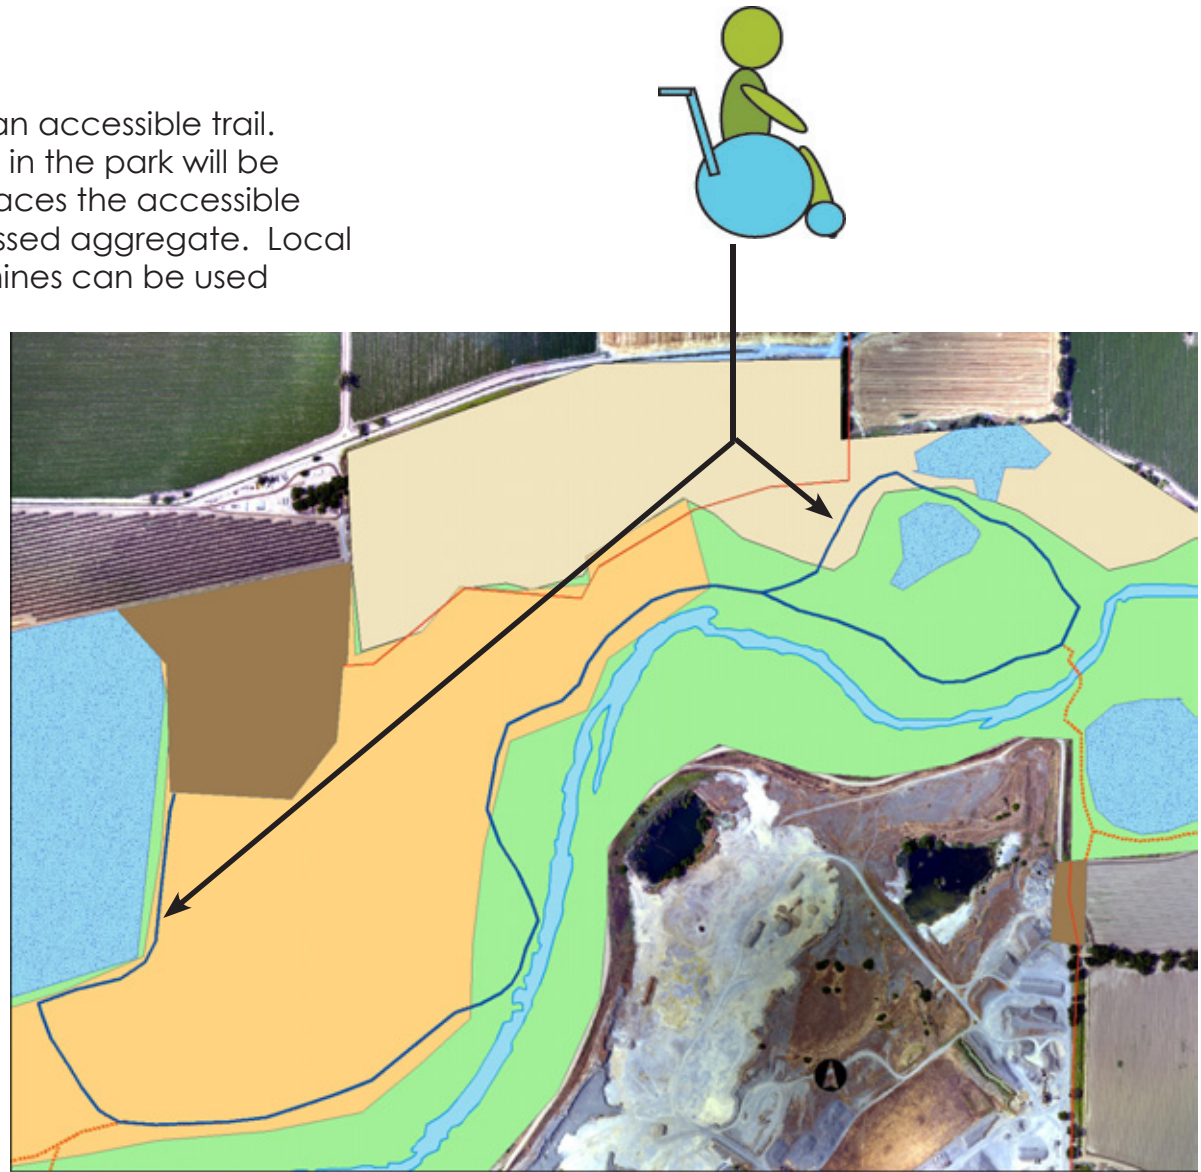 an accessible trail.
in the park will be
aces the accessible
ssed aggregate. Local
nines can be used